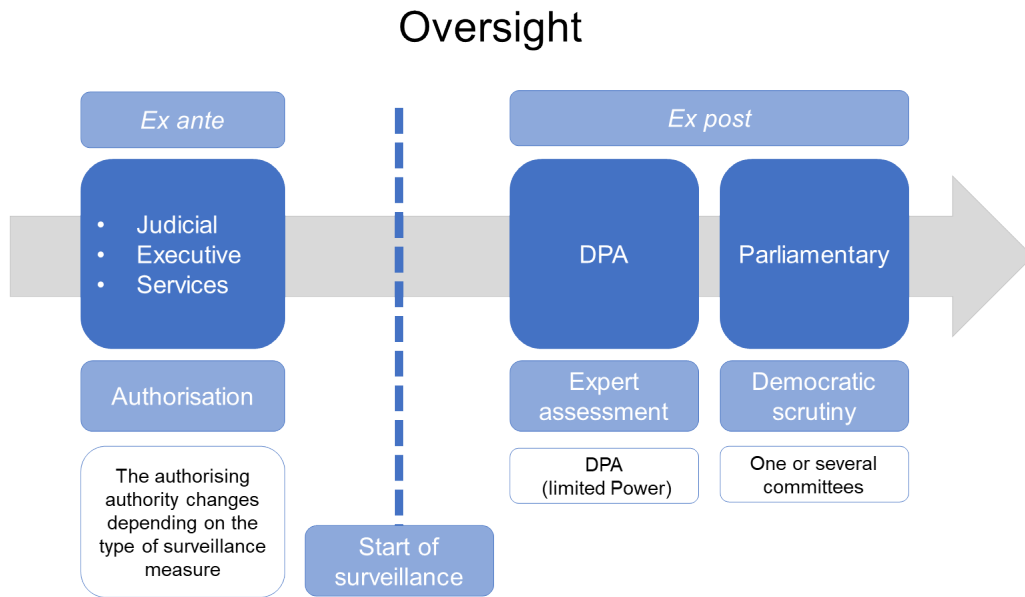 Oversight
Ex ante
Ex post
• Judicial
• Executive
• Services
DPA
Parliamentary
Authorisation
Expert
assessment
Democratic
scrutiny
The authorising
authority changes
depending on the
type of surveillance
measure
DPA
(limited Power)
One or several
committees
Start of
surveillance